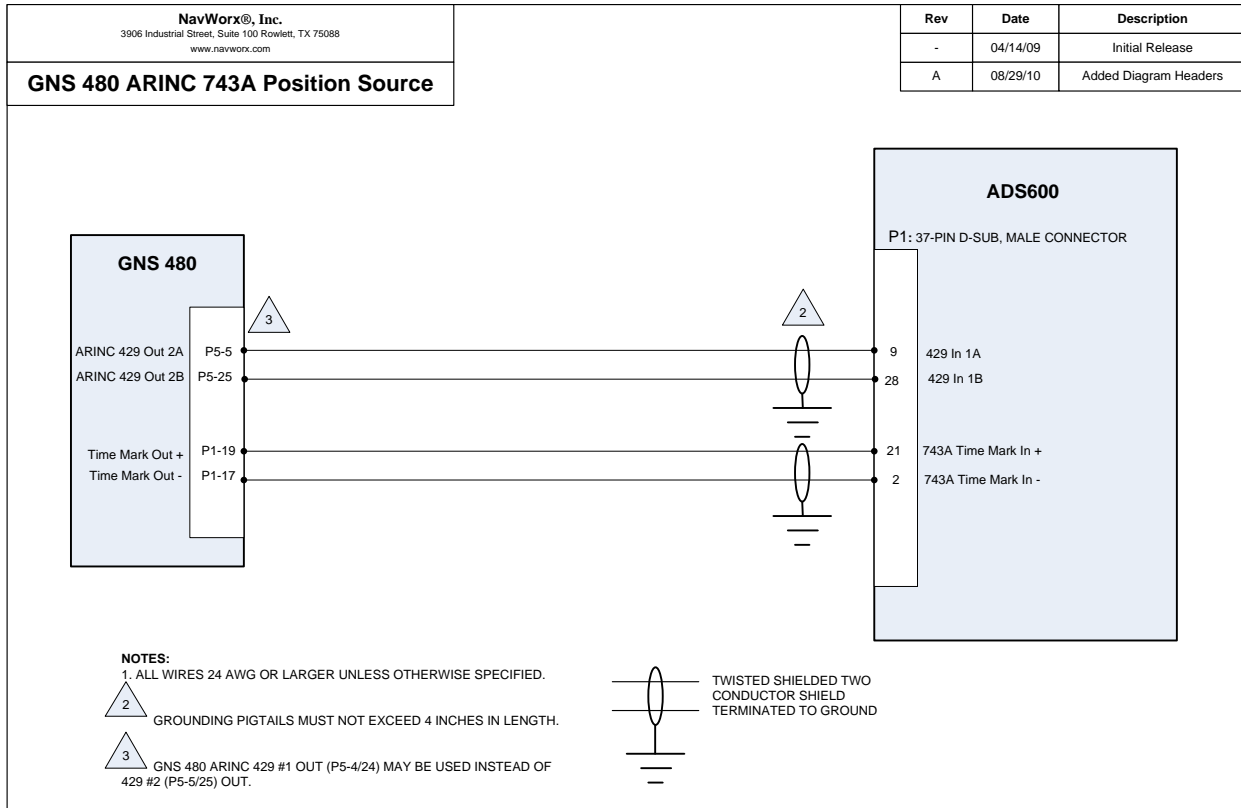 NavWorx®, Inc.
3906 Industrial Street, Suite 100 Rowlett, TX 75088
www.navworx.com
GNS 480 ARINC 743A Position Source
Rev Date Description
- 04/14/09 Initial Release
A 08/29/10 Added Diagram Headers
ADS600
P1: 37-PIN D-SUB, MALE CONNECTOR
GNS 480
3
2
ARINC 429 Out 2A P5-5
9 429 In 1A
ARINC 429 Out 2B P5-25
28 429 In 1B
Time Mark Out + P1-19
21 743A Time Mark In +
Time Mark Out - P1-17
2 743A Time Mark In -
NOTES:
1. ALL WIRES 24 AWG OR LARGER UNLESS OTHERWISE SPECIFIED.
2 GROUNDING PIGTAILS MUST NOT EXCEED 4 INCHES IN LENGTH.
3 GNS 480 ARINC 429 #1 OUT (P5-4/24) MAY BE USED INSTEAD OF
429 #2 (P5-5/25) OUT.
TWISTED SHIELDED TWO
CONDUCTOR SHIELD
TERMINATED TO GROUND